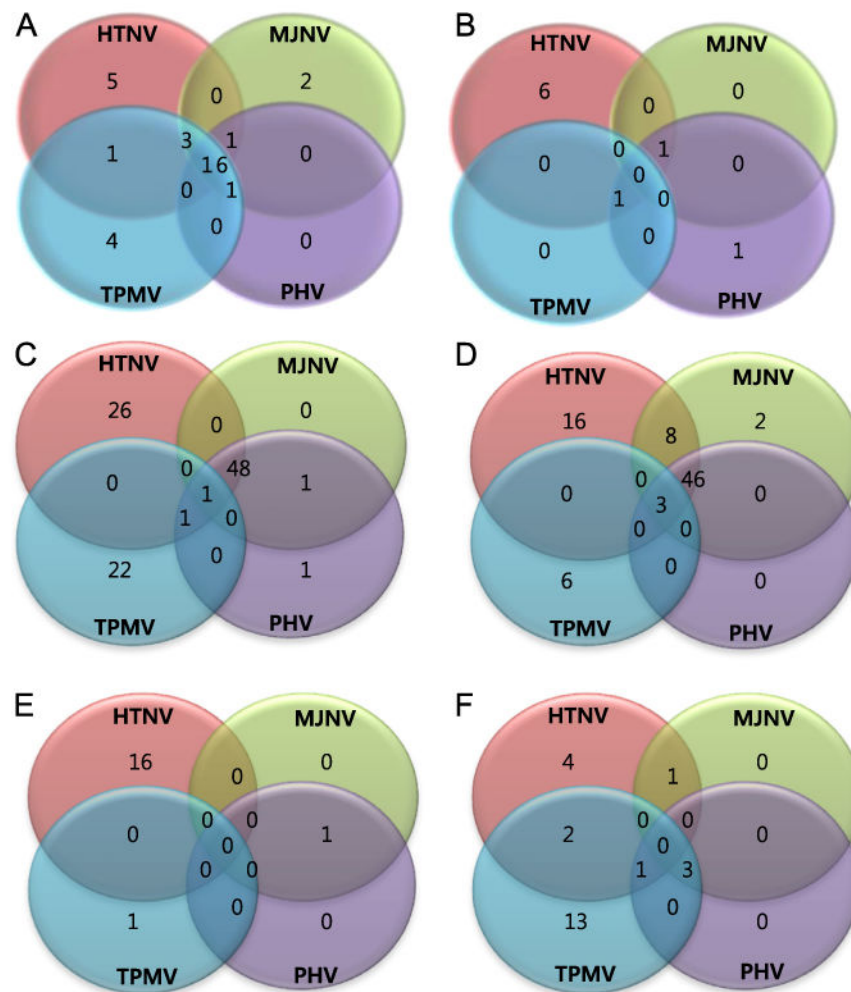 A
HTNV MJNV
5 0 2
3 1
1 16 0
0 1
4 0 0
TPMV PHV
B
HTNV MJNV
6 0 0
0 1
0 0 0
1 0
0 0 1
TPMV PHV
C
HTNV MJNV
26 0 0
0 48
0 1 1
1 0
22 0 1
TPMV PHV
D
HTNV MJNV
16 8 2
0 46
0 3 0
0 0
6 0 0
TPMV PHV
E
HTNV MJNV
16 0 0
0 0
0 0 1
0 0
1 0 0
TPMV PHV
F
HTNV MJNV
4 1 0
0 0
2 0 0
1 3
13 0 0
TPMV PHV